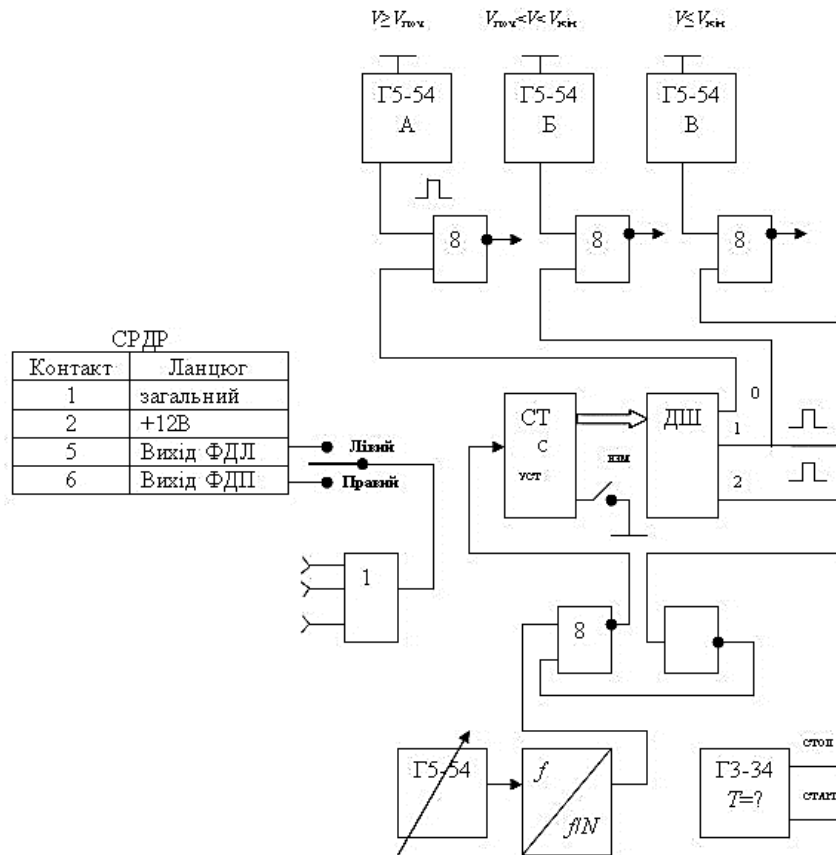 V≥ Vпоч. Vпоч<V< Vкін V≤ Vкін
Г5-54 Г5-54 Г5-54
А Б В
8 8 8
СРДР
Контакт Ланцюг
1 загальний
2 +12В
5 Вихід ФДЛ
6 Вихід ФДП
Лівий
Правий
0
СТ ДШ 1
С
изм
уст
2
1
8
стоп
Г5-54 f Г3-34
f/N T=?
старт